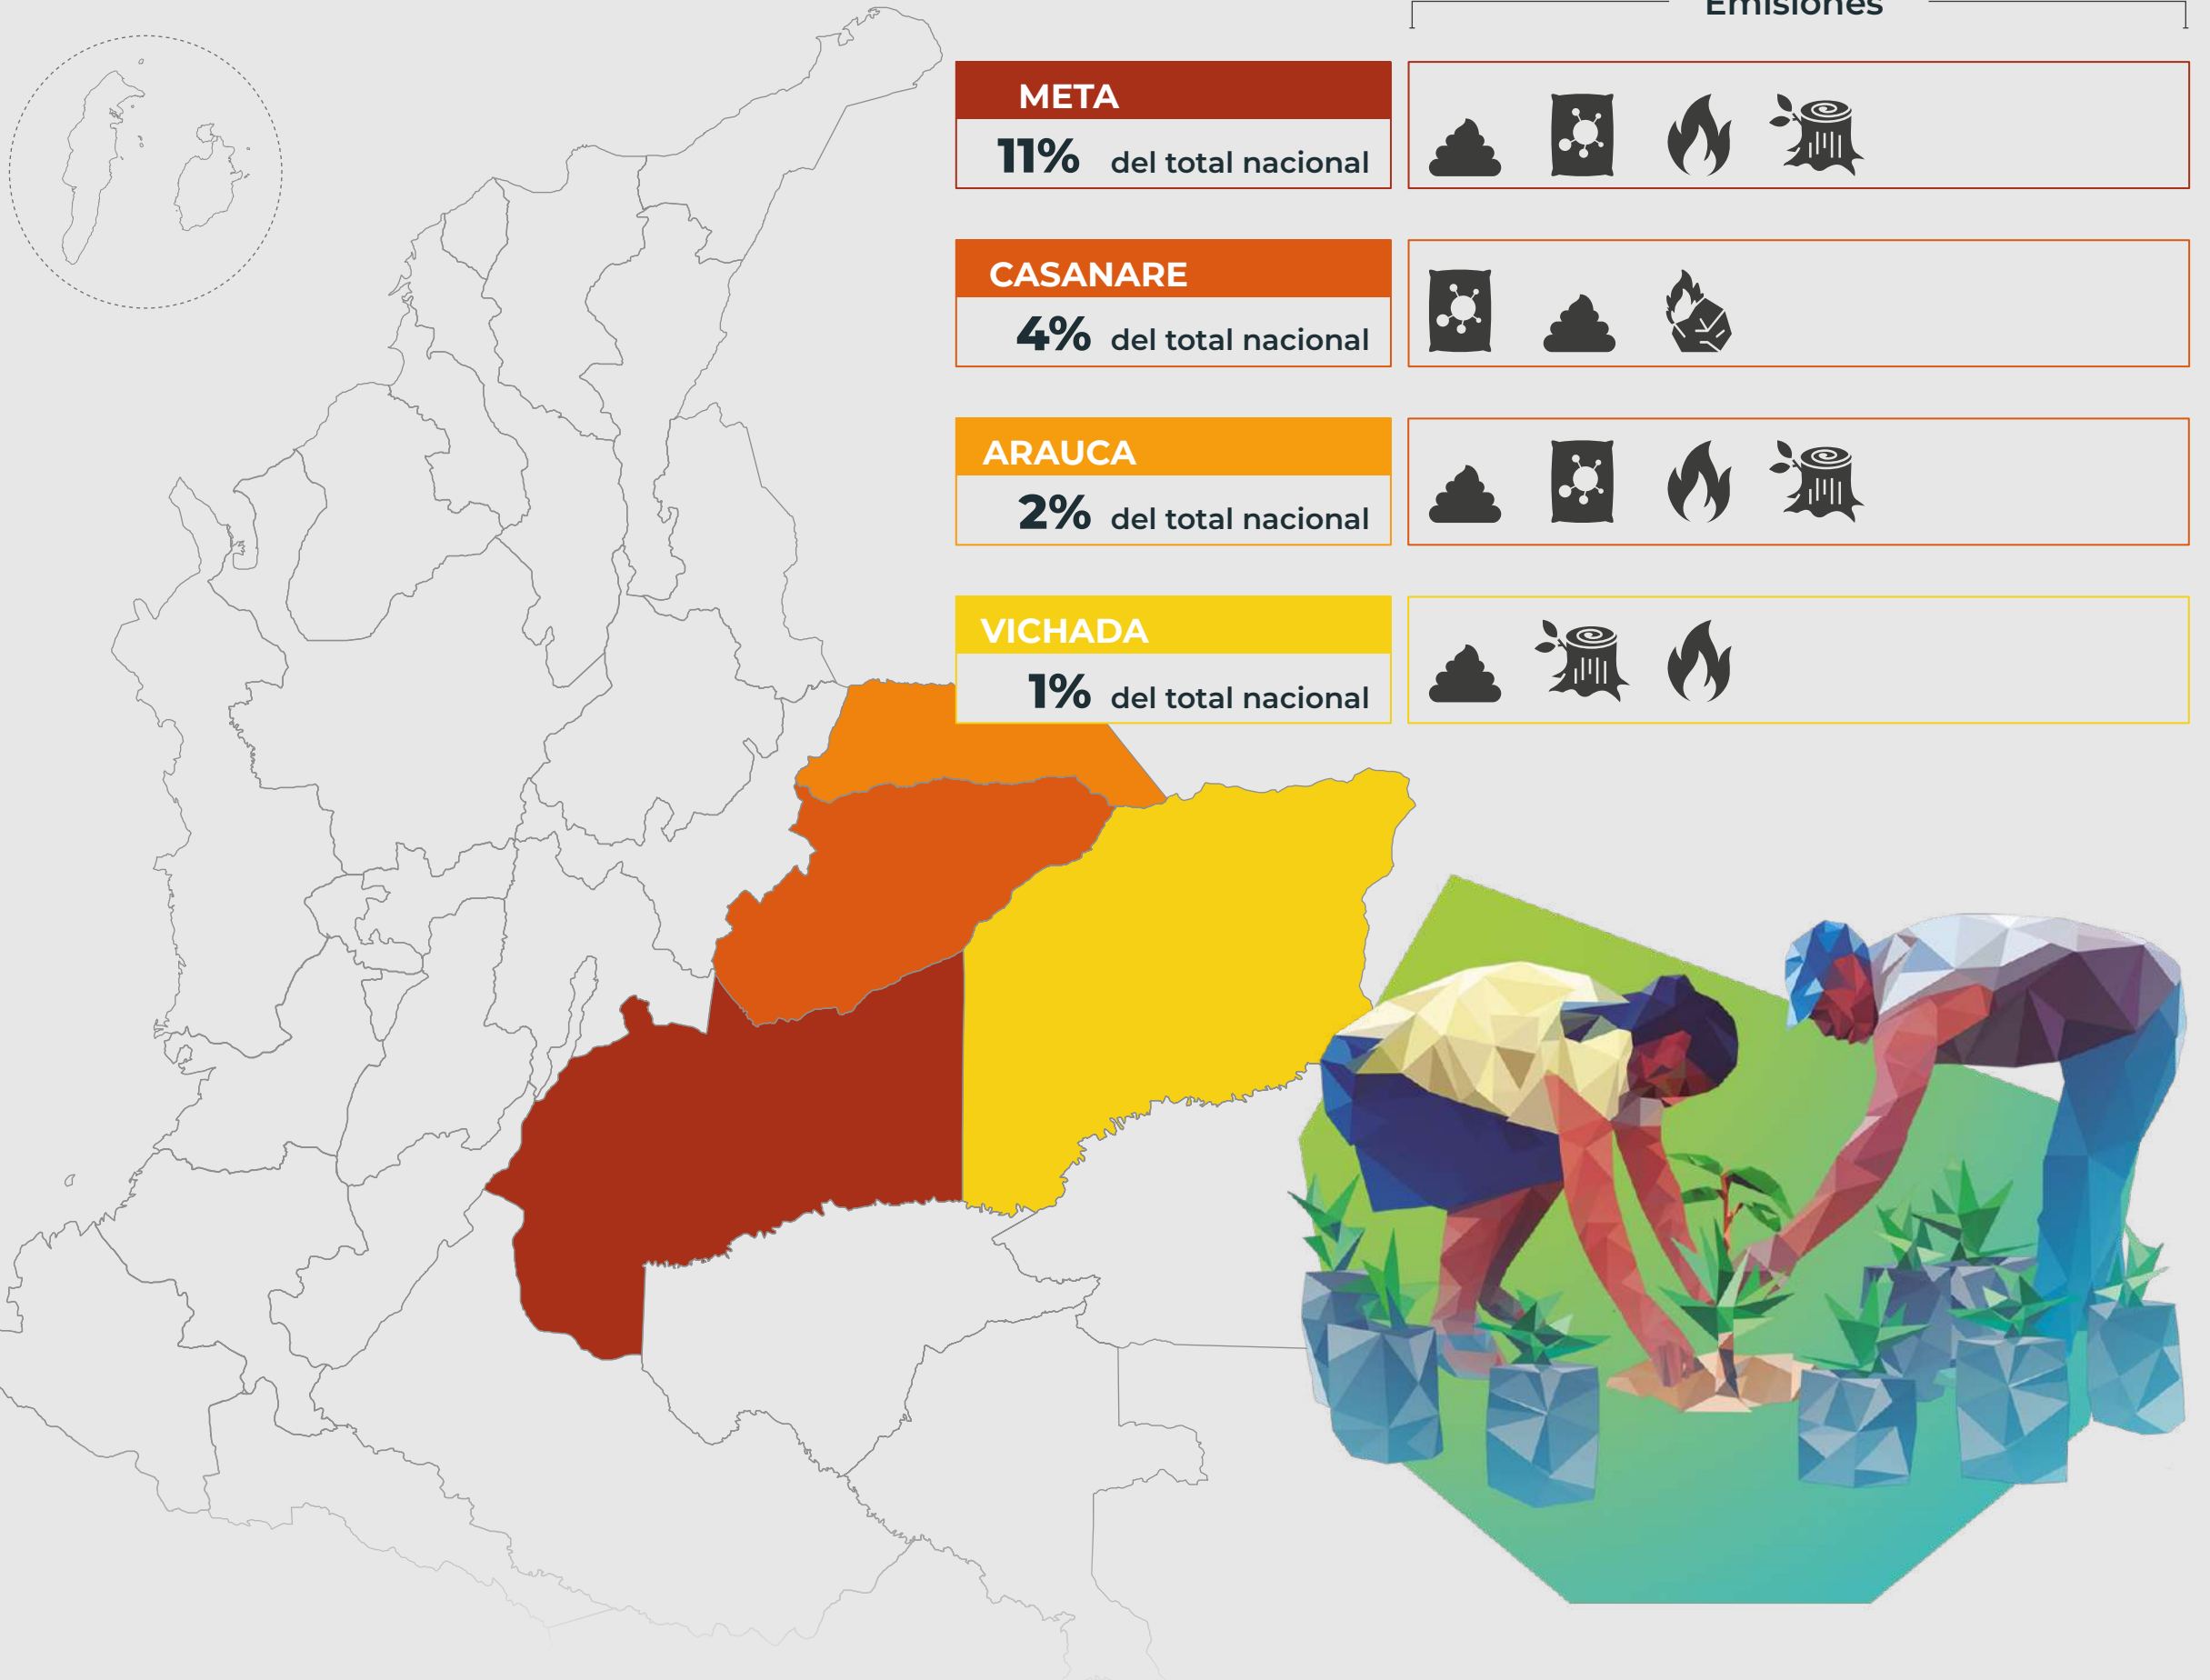 Emisiones
META
11% del total nacional
CASANARE
4% del total nacional
ARAUCA
2% del total nacional
VICHADA
1% del total nacional